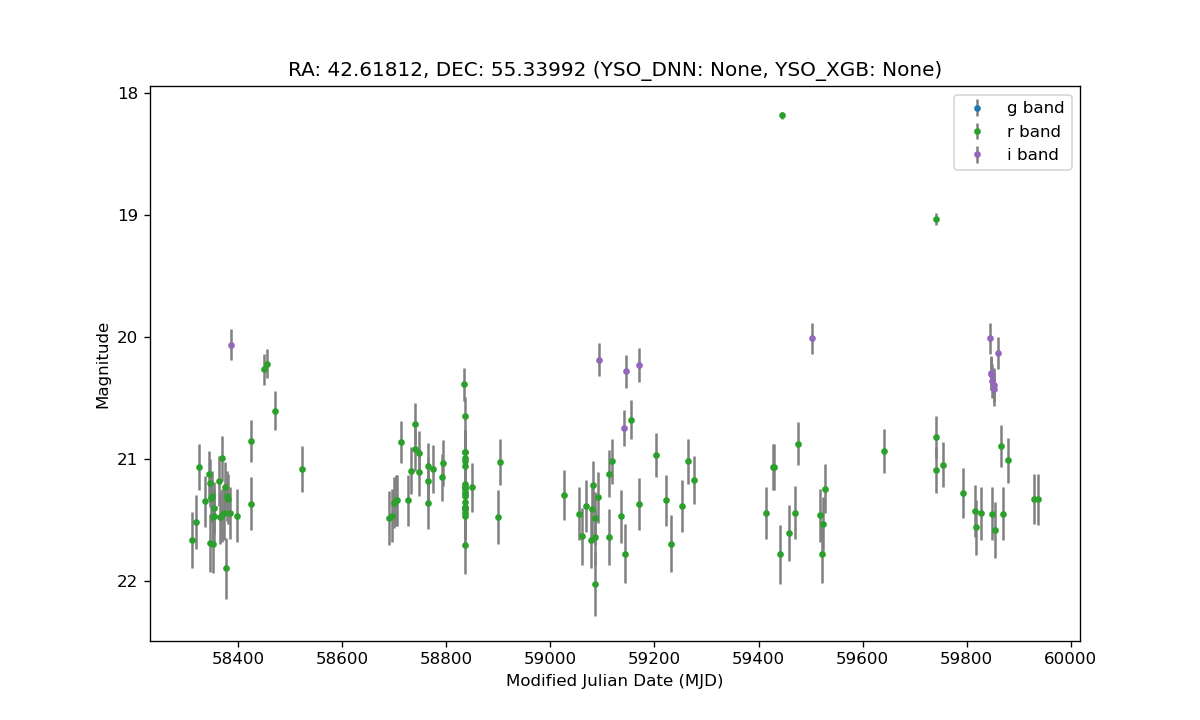 RA: 42.61812, DEC: 55.33992 (YSO_DNN: None, YSO_XGB: None)
18
19
20
21
22
Magnitude
g band
r band
i band
58400 58600 58800 59000 59200 59400 59600 59800 60000
Modified Julian Date (MJD)